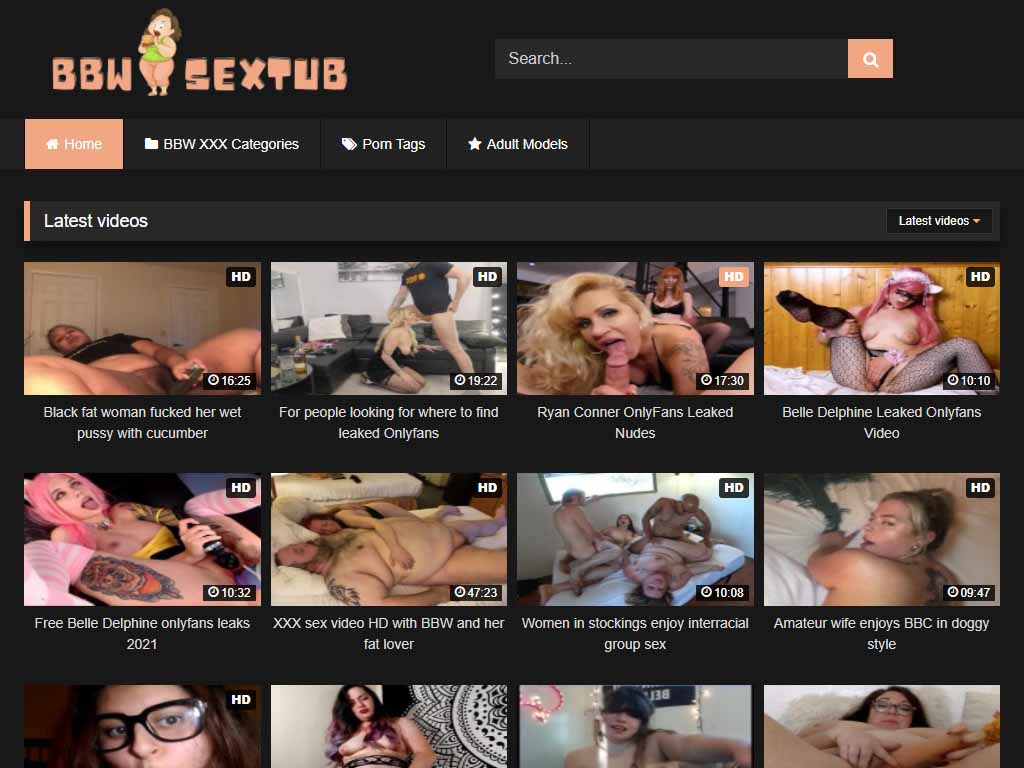 BBW SEXTUB
Search...
Home
BBW XXX Categories
Porn Tags
Adult Models
Latest videos
Latest videos
HD
HD
HD
HD
16:25
19:22
17:30
10:10
Black fat woman fucked her wet
pussy with cucumber
For people looking for where to find
leaked Onlyfans
Ryan Conner OnlyFans Leaked
Nudes
Belle Delphine Leaked Onlyfans
Video
HD
HD
HD
HD
10:32
47:23
10:08
09:47
Free Belle Delphine onlyfans leaks
2021
XXX sex video HD with BBW and her
fat lover
Women in stockings enjoy interracial
group sex
Amateur wife enjoys BBC in doggy
style
HD